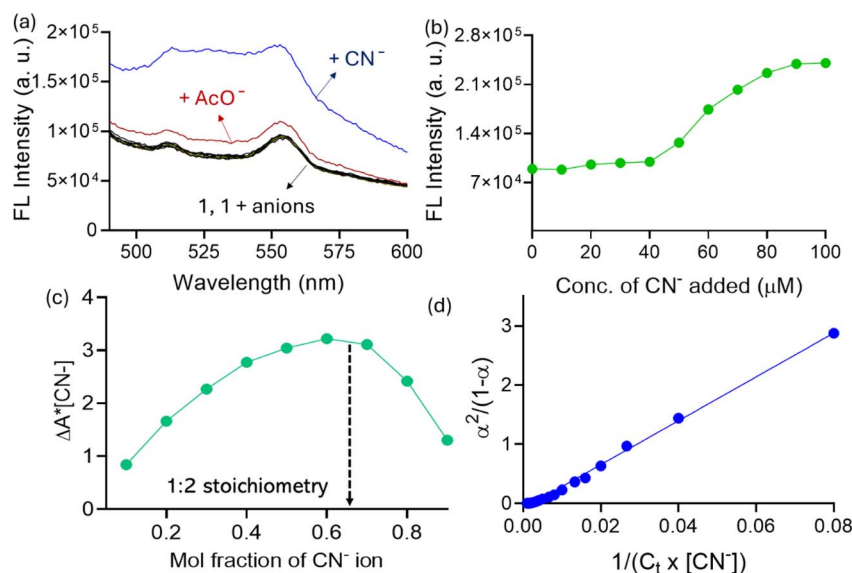 (a)
2×10⁵
1.5×10⁵
1×10⁵
5×10⁴
0
FL Intensity (a. u.)
+ CN⁻
+ AcO⁻
1, 1 + anions
500 525 550 575 600
Wavelength (nm)
(b)
2.8×10⁵
2.1×10⁵
1.4×10⁵
7×10⁴
FL Intensity (a. u.)
0 20 40 60 80 100
Conc. of CN⁻ added (μM)
(c)
4
3
2
1
0
ΔA*[CN-]
1:2 stoichiometry
0.2 0.4 0.6 0.8
Mol fraction of CN⁻ ion
(d)
3
2
1
0
α²/(1-α)
0.00 0.02 0.04 0.06 0.08
1/(Cₜ x [CN⁻])